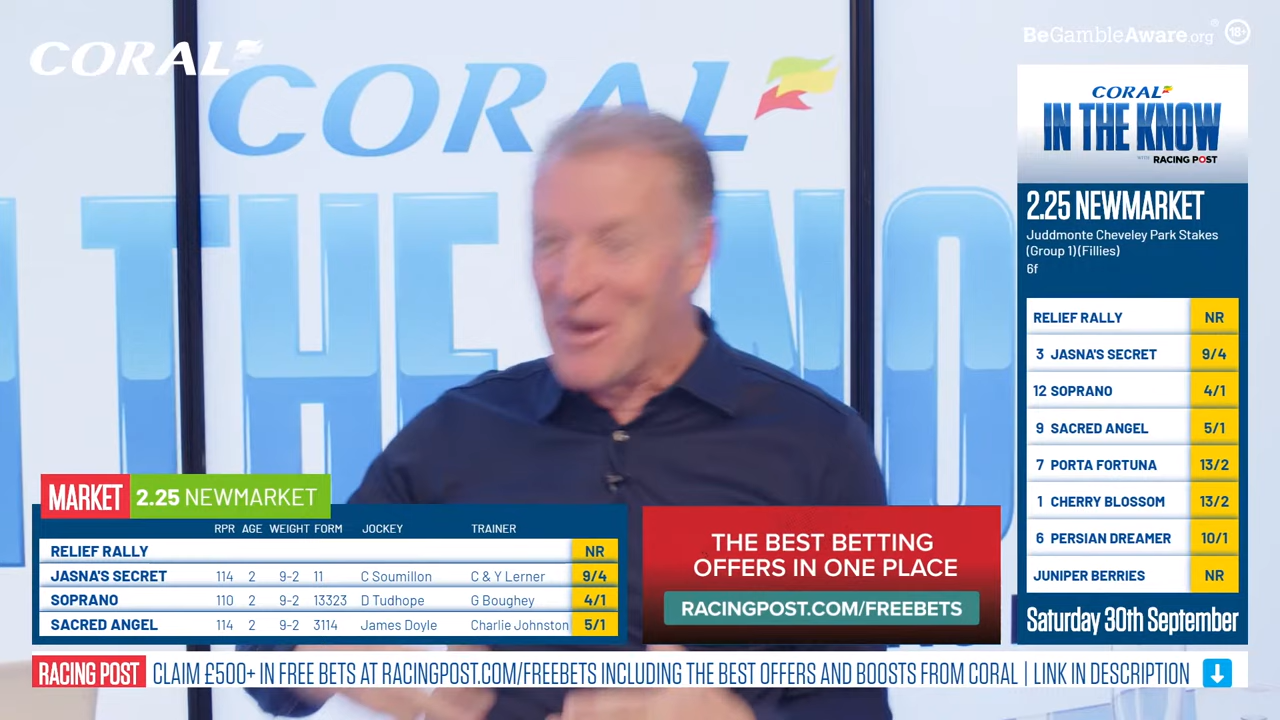 CORAL
BeGambleAware.org® 18+
CORAL
THE KNOW
CORAL
IN THE KNOW
WITH RACING POST
2.25 NEWMARKET
Juddmonte Cheveley Park Stakes
(Group 1)(Fillies)
6f
RELIEF RALLY NR
3 JASNA'S SECRET 9/4
12 SOPRANO 4/1
9 SACRED ANGEL 5/1
7 PORTA FORTUNA 13/2
1 CHERRY BLOSSOM 13/2
6 PERSIAN DREAMER 10/1
JUNIPER BERRIES NR
Saturday 30th September
MARKET 2.25 NEWMARKET
RPR AGE WEIGHT FORM JOCKEY TRAINER
RELIEF RALLY NR
JASNA'S SECRET 114 2 9-2 11 C Soumillon C & Y Lerner 9/4
SOPRANO 110 2 9-2 13323 D Tudhope G Boughey 4/1
SACRED ANGEL 114 2 9-2 3114 James Doyle Charlie Johnston 5/1
THE BEST BETTING
OFFERS IN ONE PLACE
RACINGPOST.COM/FREEBETS
RACING POST CLAIM £500+ IN FREE BETS AT RACINGPOST.COM/FREEBETS INCLUDING THE BEST OFFERS AND BOOSTS FROM CORAL | LINK IN DESCRIPTION